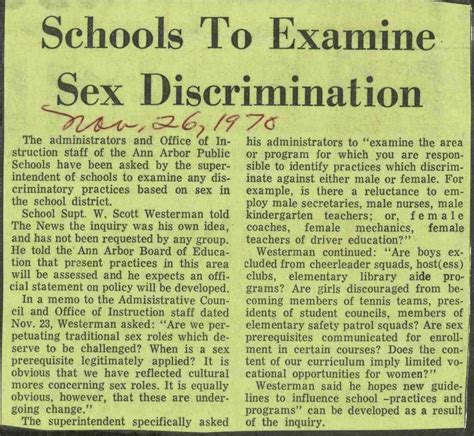 Schools To Examine
Sex Discrimination
Nov. 26, 1970
The administrators and Office of In-
struction staff of the Ann Arbor Public
Schools have been asked by the super-
intendent of schools to examine any dis-
criminatory practices based on sex in
the school district.
School Supt. W. Scott Westerman told
The News the inquiry was his own idea,
and has not been requested by any group.
He told the Ann Arbor Board of Educa-
tion that present practices in this area
will be assessed and he expects an offi-
cial statement on policy will be developed.
In a memo to the Admisistrative Coun-
cil and Office of Instruction staff dated
Nov. 23, Westerman asked: "Are we pe-
petuating traditional sex roles which de-
serve to be challenged? When is a sex
prerequisite legitimately applied? It is
obvious that we have reflected cultural
mores concerning sex roles. It is equally
obvious, however, that these are under-
going change."
The superintendent specifically asked
his administrators to "examine the area
or program for which you are respon-
sible to identify practices which discrim-
inate against either male or female. For
example, is there a reluctance to em-
ploy male secretaries, male nurses, male
kindergarten teachers; or, female
coaches, female mechanics, female
teachers of driver education?"
Westerman continued: "Are boys ex-
cluded from cheerleader squads, host(ess)
clubs, elementary library aide pro-
grams? Are girls discouraged from be-
coming members of tennis teams, pres-
idents of student councils, members of
elementary safety patrol squads? Are sex
prerequisites communicated for enroll-
ment in certain courses? Does the con-
tent of our curriculum imply limited vo-
cational opportunities for women?"
Westerman said he hopes new guide-
lines to influence school –practices and
programs" can be developed as a result
of the inquiry.